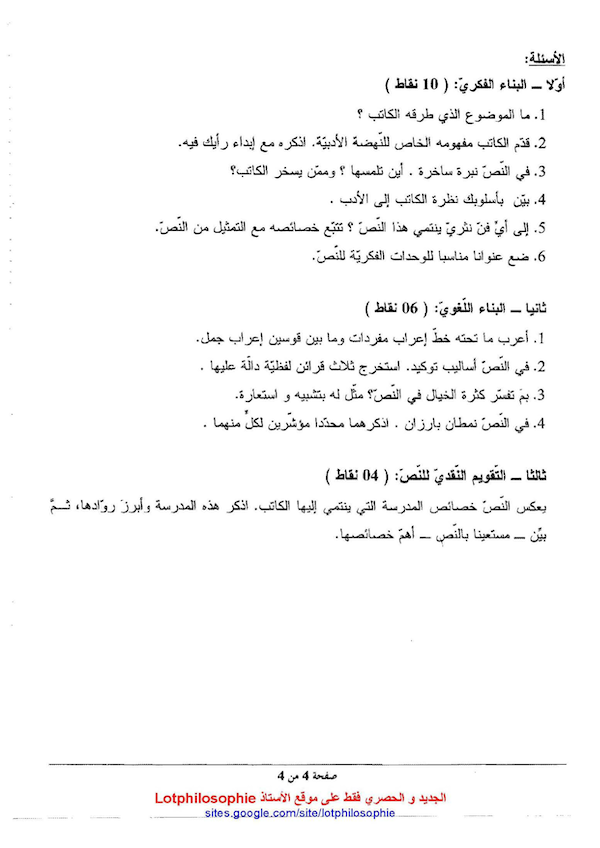 الأسئلة:
أوّلا ــ البناء الفكريّ: ( 10 نقاط )
1. ما الموضوع الذي طرقه الكاتب ؟
2. قدّم الكاتب مفهومه الخاص للنّهضة الأدبيّة. اذكره مع إبداء رأيك فيه.
3. في النّصّ نبرة ساخرة . أين تلمسها ؟ وممّن يسخر الكاتب؟
4. بيّن بأسلوبك نظرة الكاتب إلى الأدب .
5. إلى أيِّ فنّ نثريّ ينتمي هذا النّصّ ؟ تتبّع خصائصه مع التمثيل من النّصّ.
6. ضع عنوانا مناسبا للوحدات الفكريّة للنّصّ.
ثانيا ــ البناء اللّغويّ: ( 06 نقاط )
1. أعرب ما تحته خطّ إعراب مفردات وما بين قوسين إعراب جمل.
2. في النّصّ أساليب توكيد. استخرج ثلاث قرائن لفظيّة دالّة عليها .
3. بمَ تفسّر كثرة الخيال في النّصّ؟ مثّل له بتشبيه و استعارة.
4. في النّصّ نمطان بارزان . اذكرهما محدّدا مؤشّرين لكلٍّ منهما .
ثالثا ــ التّقويم النّقديّ للنّصّ: ( 04 نقاط )
يعكس النّصّ خصائص المدرسة التي ينتمي إليها الكاتب. اذكر هذه المدرسة وأبرزَ روّادها، ثــمَّ
بيِّن ــ مستعينا بالنّص ــ أهمّ خصائصها.
صفحة 4 من 4
الجديد و الحصري فقط على موقع الأستاذ Lotphilosophie
sites.google.com/site/lotphilosophie